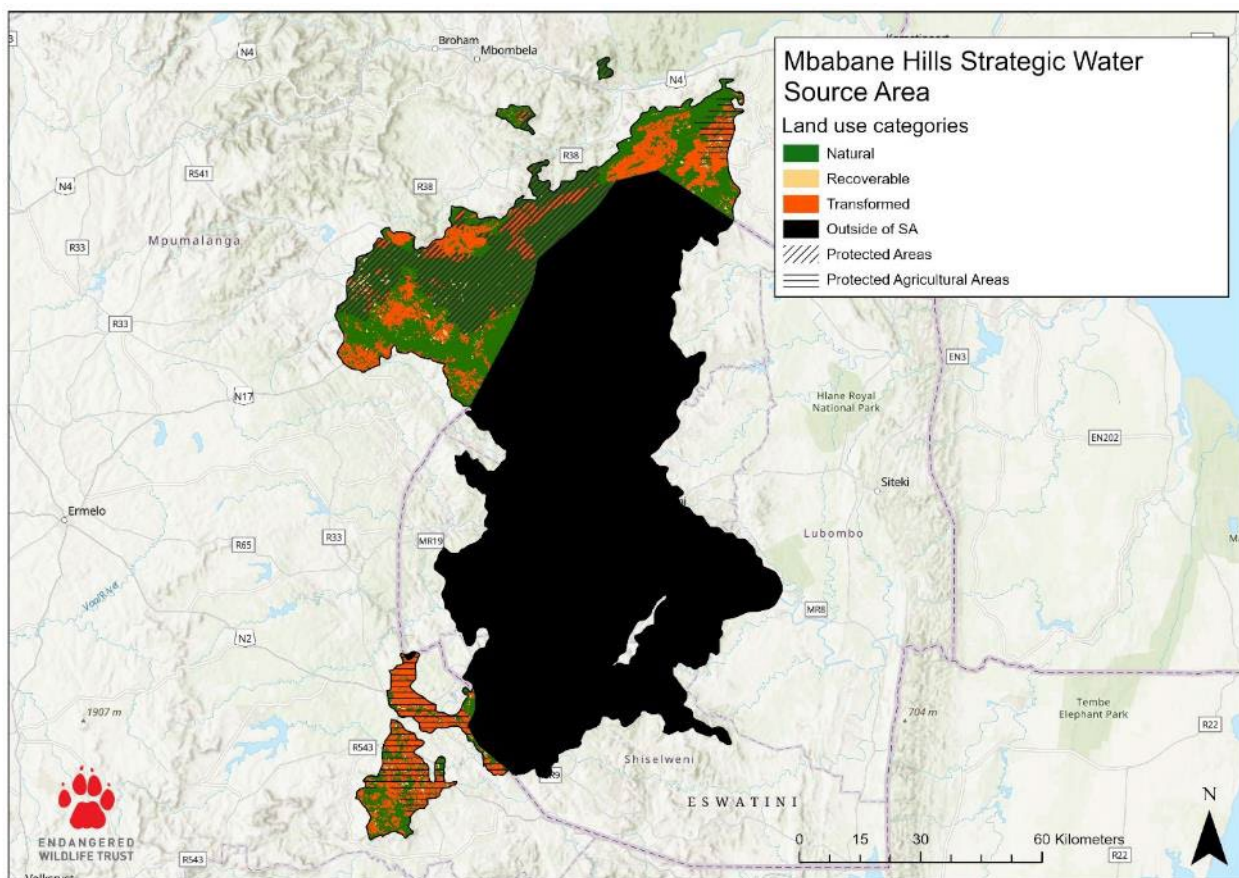 Mbabane Hills Strategic Water
Source Area
Land use categories
Natural
Recoverable
Transformed
Outside of SA
Protected Areas
Protected Agricultural Areas
N4
Broham
Mbombela
N4
R38
R541
N4
R38
R33
Mpumalanga
R33
N17
EN3
Hlane Royal
National Park
EN202
Siteki
Ermelo
R65
R33
MR19
Lubombo
MR8
N2
1907 m
704 m
Tembe
Elephant Park
R22
R543
Shiselweni
ESWATINI
N
ENDANGERED
WILDLIFE TRUST
0 30 60 Kilometers
R543
R22